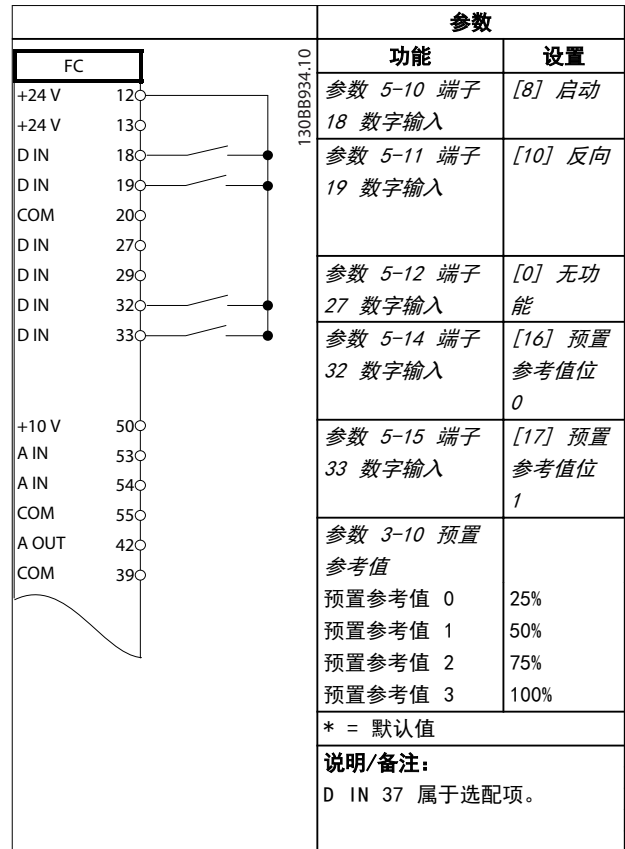 FC
+24 V 12
+24 V 13
D IN 18
D IN 19
COM 20
D IN 27
D IN 29
D IN 32
D IN 33
+10 V 50
A IN 53
A IN 54
COM 55
A OUT 42
COM 39
130BB934.10
参数
功能 设置
参数 5-10 端子 [8] 启动
18 数字输入
参数 5-11 端子 [10] 反向
19 数字输入
参数 5-12 端子 [0] 无功
27 数字输入 能
参数 5-14 端子 [16] 预置
32 数字输入 参考值位
0
参数 5-15 端子 [17] 预置
33 数字输入 参考值位
1
参数 3-10 预置
参考值
预置参考值 0 25%
预置参考值 1 50%
预置参考值 2 75%
预置参考值 3 100%
* = 默认值
说明/备注:
D IN 37 属于选配项。